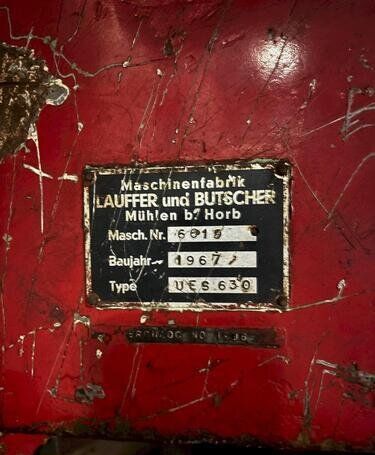 Maschinenfabrik
LAUFFER und BUTSCHER
Mühlen b. Horb
Masch. Nr. 6015
Baujahr 1967
Type UES 630